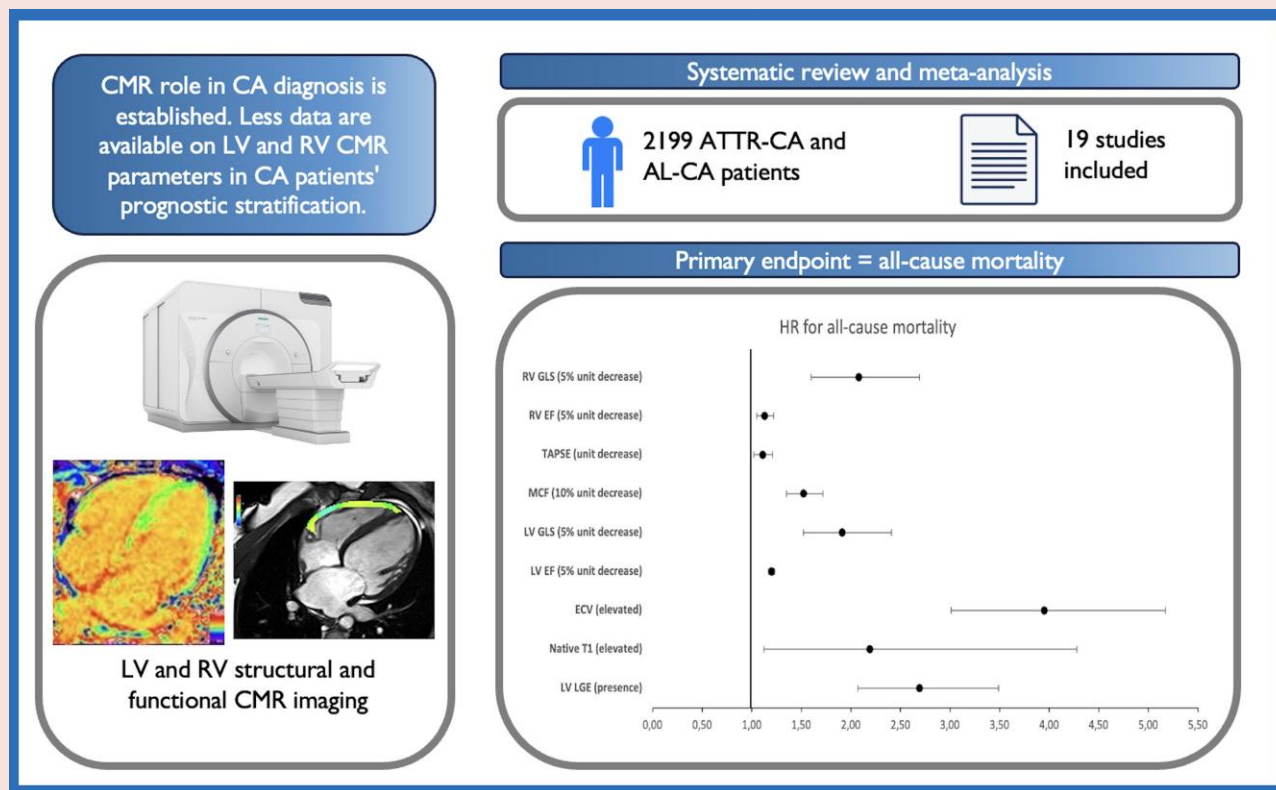 CMR role in CA diagnosis is
established. Less data are
available on LV and RV CMR
parameters in CA patients'
prognostic stratification.
LV and RV structural and
functional CMR imaging
Systematic review and meta-analysis
2199 ATTR-CA and
AL-CA patients
19 studies
included
Primary endpoint = all-cause mortality
HR for all-cause mortality
RV GLS (5% unit decrease)
RV EF (5% unit decrease)
TAPSE (unit decrease)
MCF (10% unit decrease)
LV GLS (5% unit decrease)
LV EF (5% unit decrease)
ECV (elevated)
Native T1 (elevated)
LV LGE (presence)
0,00 0,50 1,00 1,50 2,00 2,50 3,00 3,50 4,00 4,50 5,00 5,50